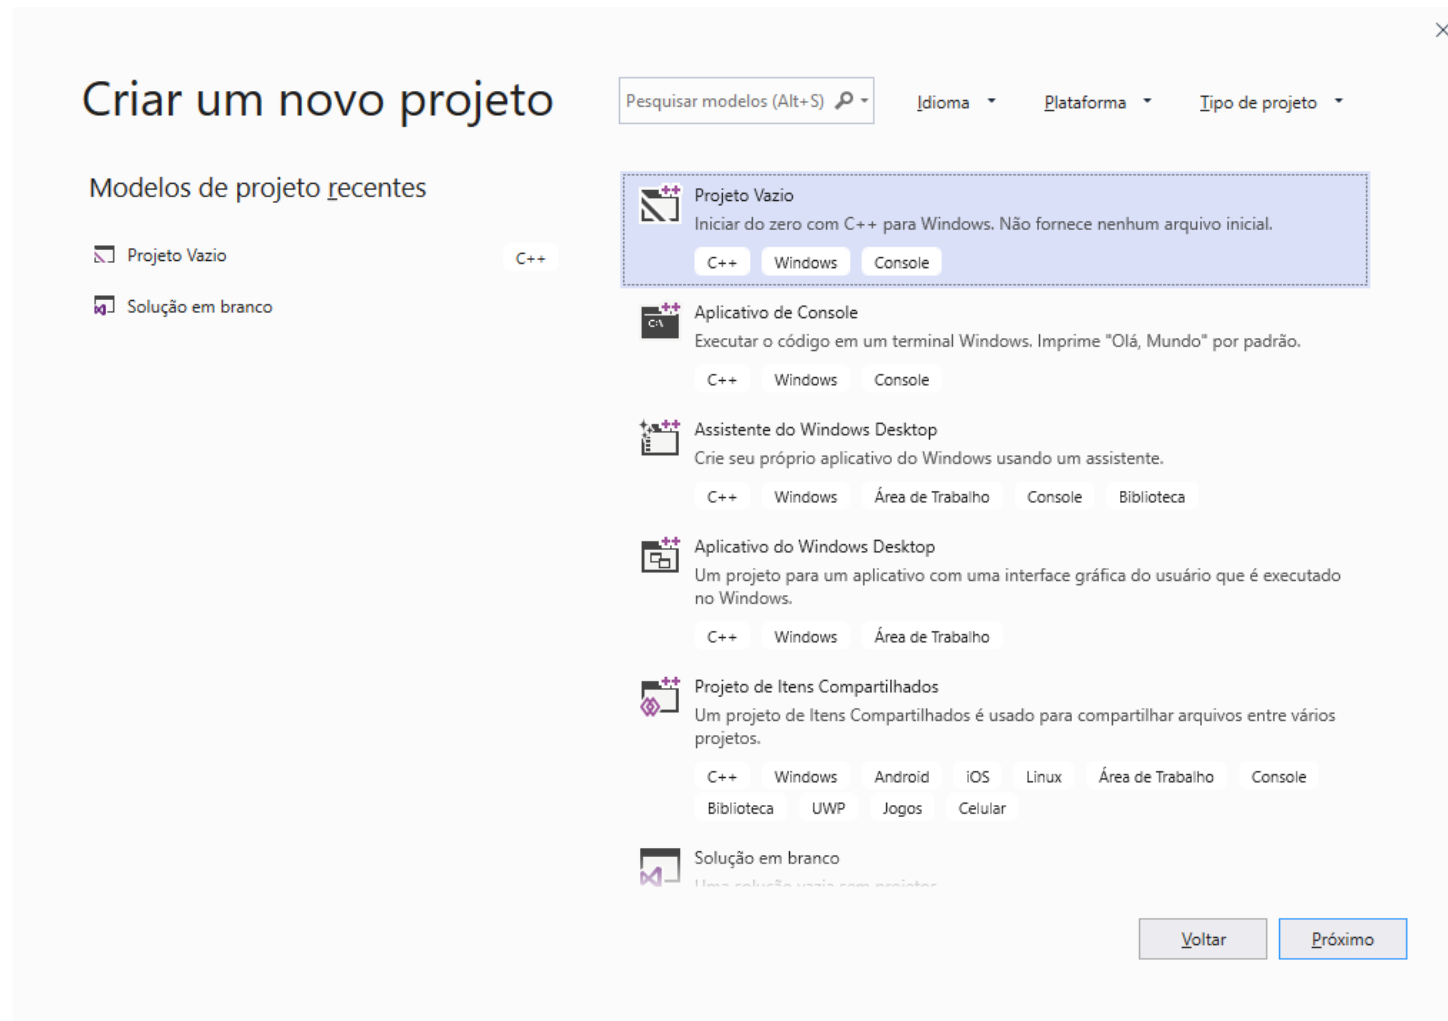 Criar um novo projeto
Pesquisar modelos (Alt+S)
Idioma
Plataforma
Tipo de projeto
Modelos de projeto recentes
Projeto Vazio
C++
Solução em branco
Projeto Vazio
Iniciar do zero com C++ para Windows. Não fornece nenhum arquivo inicial.
C++ Windows Console
Aplicativo de Console
Executar o código em um terminal Windows. Imprime "Olá, Mundo" por padrão.
C++ Windows Console
Assistente do Windows Desktop
Crie seu próprio aplicativo do Windows usando um assistente.
C++ Windows Área de Trabalho Console Biblioteca
Aplicativo do Windows Desktop
Um projeto para um aplicativo com uma interface gráfica do usuário que é executado
no Windows.
C++ Windows Área de Trabalho
Projeto de Itens Compartilhados
Um projeto de Itens Compartilhados é usado para compartilhar arquivos entre vários
projetos.
C++ Windows Android iOS Linux Área de Trabalho Console
Biblioteca UWP Jogos Celular
Solução em branco
Uma solução vazia sem projetos
Voltar
Próximo